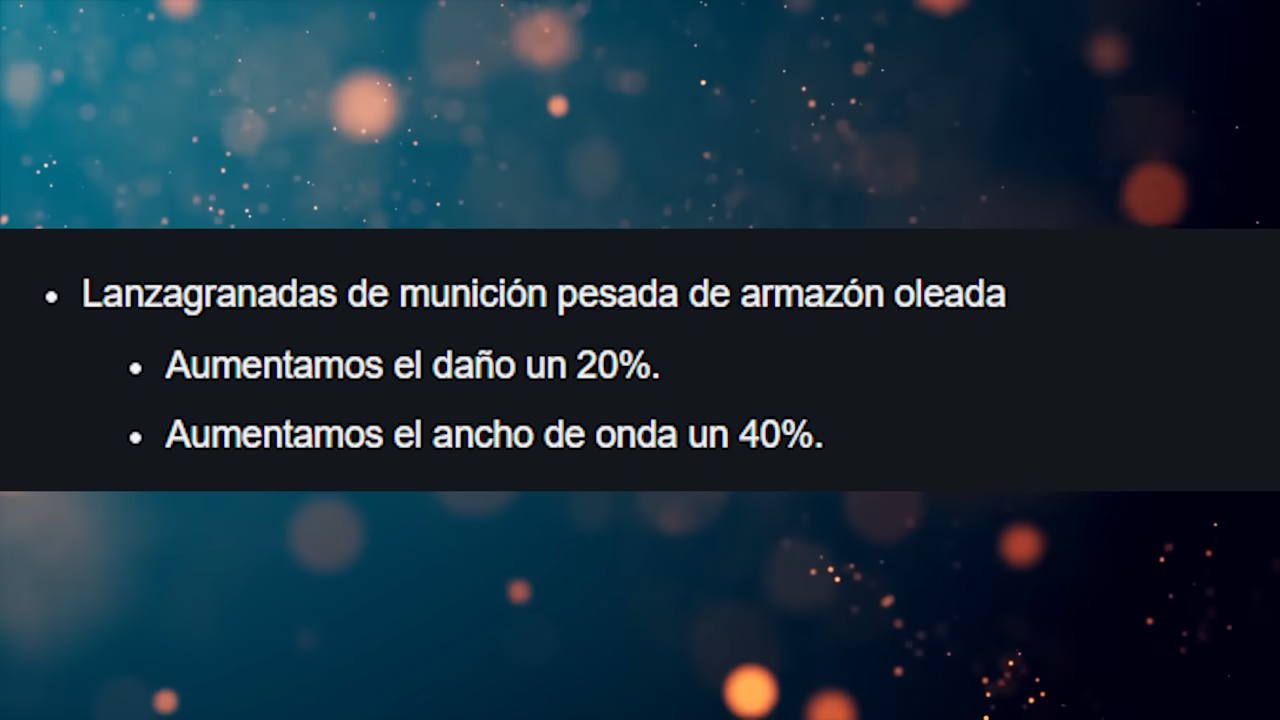 Lanzagranadas de munición pesada de armazón oleada
Aumentamos el daño un 20%.
Aumentamos el ancho de onda un 40%.